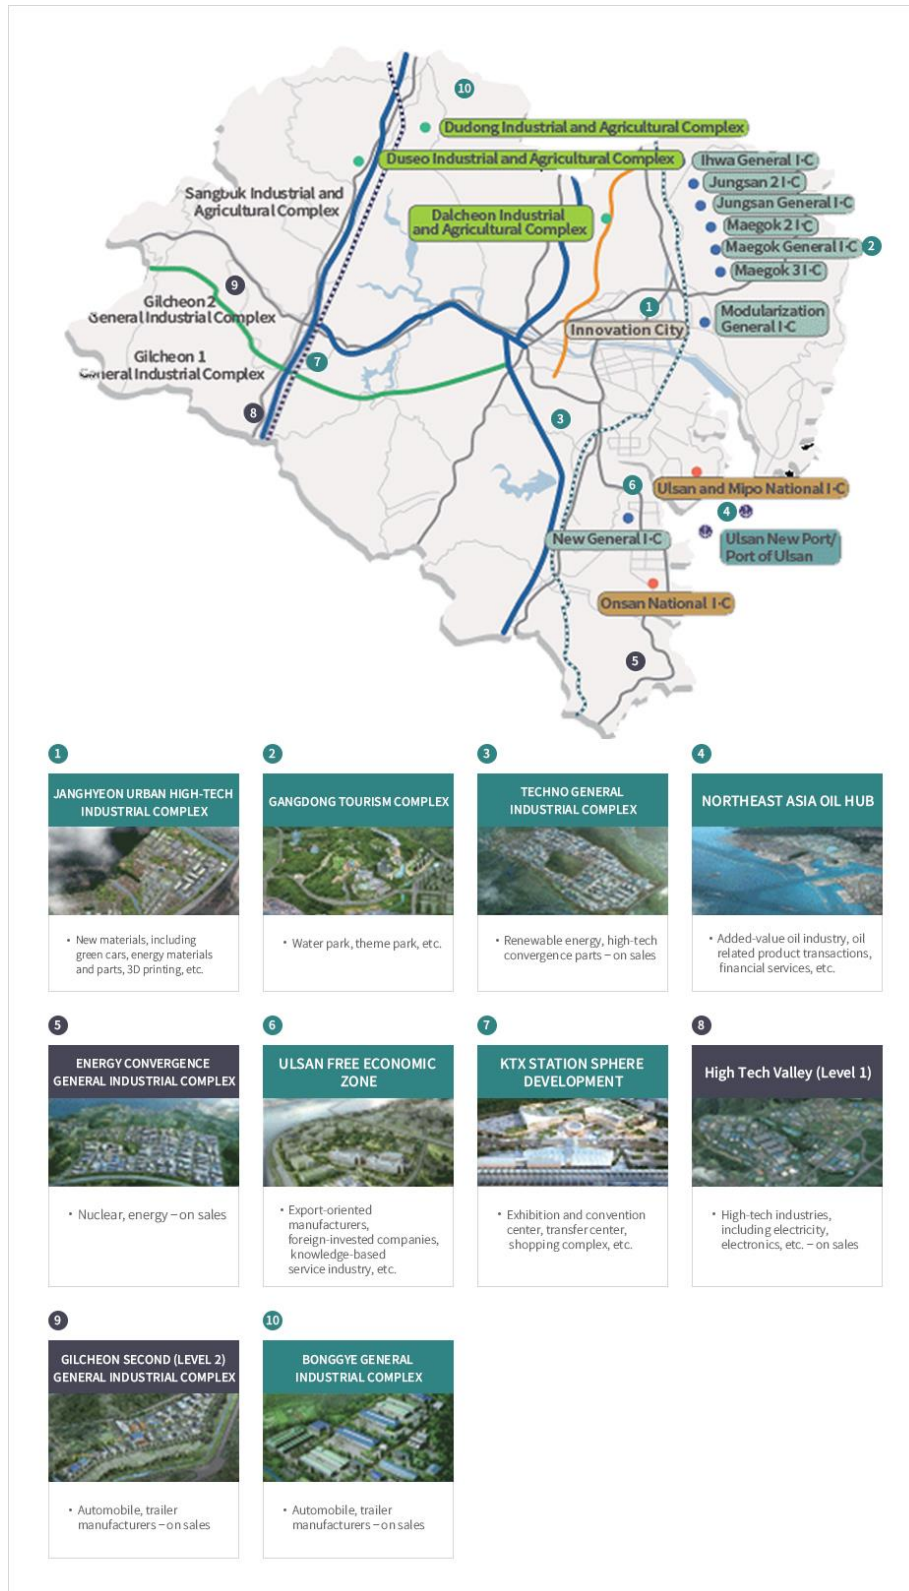 10
Dudong Industrial and Agricultural Complex
Duseo Industrial and Agricultural Complex
Ihwa General I·C
Jungsan 2 I·C
Sangbuk Industrial and
Agricultural Complex
Jungsan General I·C
Dalcheon Industrial
and Agricultural Complex
Maegok 2 I·C
Maegok General I·C 2
Maegok 3 I·C
9
Gilcheon 2
General Industrial Complex
1
Innovation City
Modularization
General I·C
Gilcheon 1
General Industrial Complex
7
8
3
6
Ulsan and Mipo National I·C
4
New General I·C
Ulsan New Port/
Port of Ulsan
Onsan National I·C
5
1
JANGHYEON URBAN HIGH-TECH
INDUSTRIAL COMPLEX
• New materials, including
green cars, energy materials
and parts, 3D printing, etc.
2
GANGDONG TOURISM COMPLEX
• Water park, theme park, etc.
3
TECHNO GENERAL
INDUSTRIAL COMPLEX
• Renewable energy, high-tech
convergence parts – on sales
4
NORTHEAST ASIA OIL HUB
• Added-value oil industry, oil
related product transactions,
financial services, etc.
5
ENERGY CONVERGENCE
GENERAL INDUSTRIAL COMPLEX
• Nuclear, energy – on sales
6
ULSAN FREE ECONOMIC
ZONE
• Export-oriented
manufacturers,
foreign-invested companies,
knowledge-based
service industry, etc.
7
KTX STATION SPHERE
DEVELOPMENT
• Exhibition and convention
center, transfer center,
shopping complex, etc.
8
High Tech Valley (Level 1)
• High-tech industries,
including electricity,
electronics, etc. – on sales
9
GILCHEON SECOND (LEVEL 2)
GENERAL INDUSTRIAL COMPLEX
• Automobile, trailer
manufacturers – on sales
10
BONGGYE GENERAL
INDUSTRIAL COMPLEX
• Automobile, trailer
manufacturers – on sales